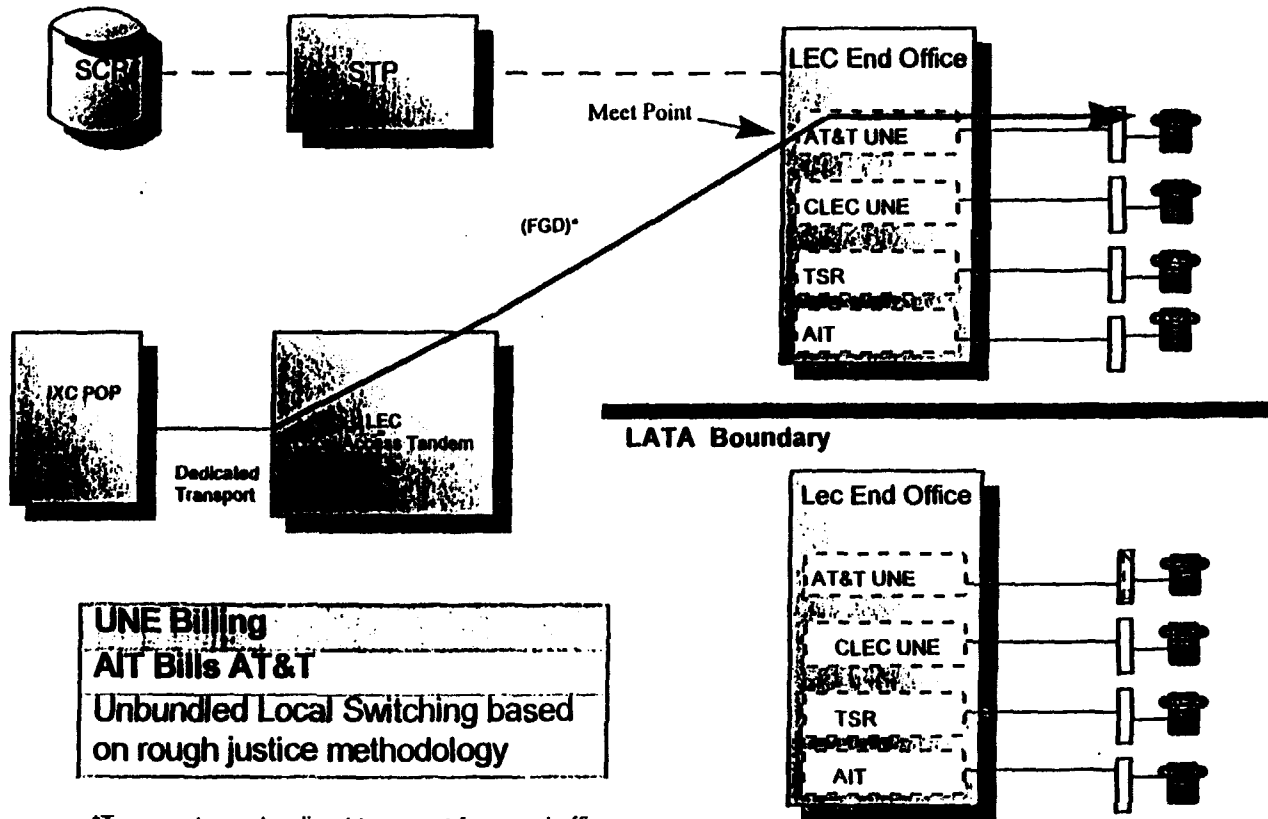 SCP
STP
LEC End Office
Meet Point
AT&T UNE
CLEC UNE
(FGD)*
TSR
AIT
IXC POP
LEC
Access Tandem
Dedicated
Transport
LATA Boundary
Lec End Office
AT&T UNE
CLEC UNE
TSR
AIT
UNE Billing
AIT Bills AT&T
Unbundled Local Switching based
on rough justice methodology